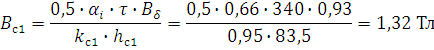 B_c1 = (0,5 · α_i · τ · B_δ) / (k_c1 · h_c1) = (0,5 · 0,66 · 340 · 0,93) / (0,95 · 83,5) = 1,32 Тл